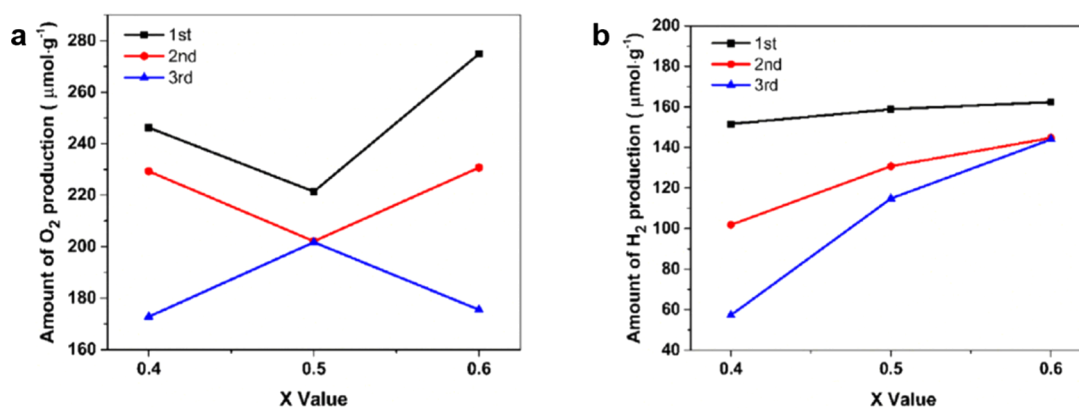 a
Amount of O₂ production ( μmol·g⁻¹)
280
260
240
220
200
180
160
1st
2nd
3rd
0.4
0.5
0.6
X Value
b
Amount of H₂ production ( μmol·g⁻¹)
200
180
160
140
120
100
80
60
40
1st
2nd
3rd
0.4
0.5
0.6
X Value